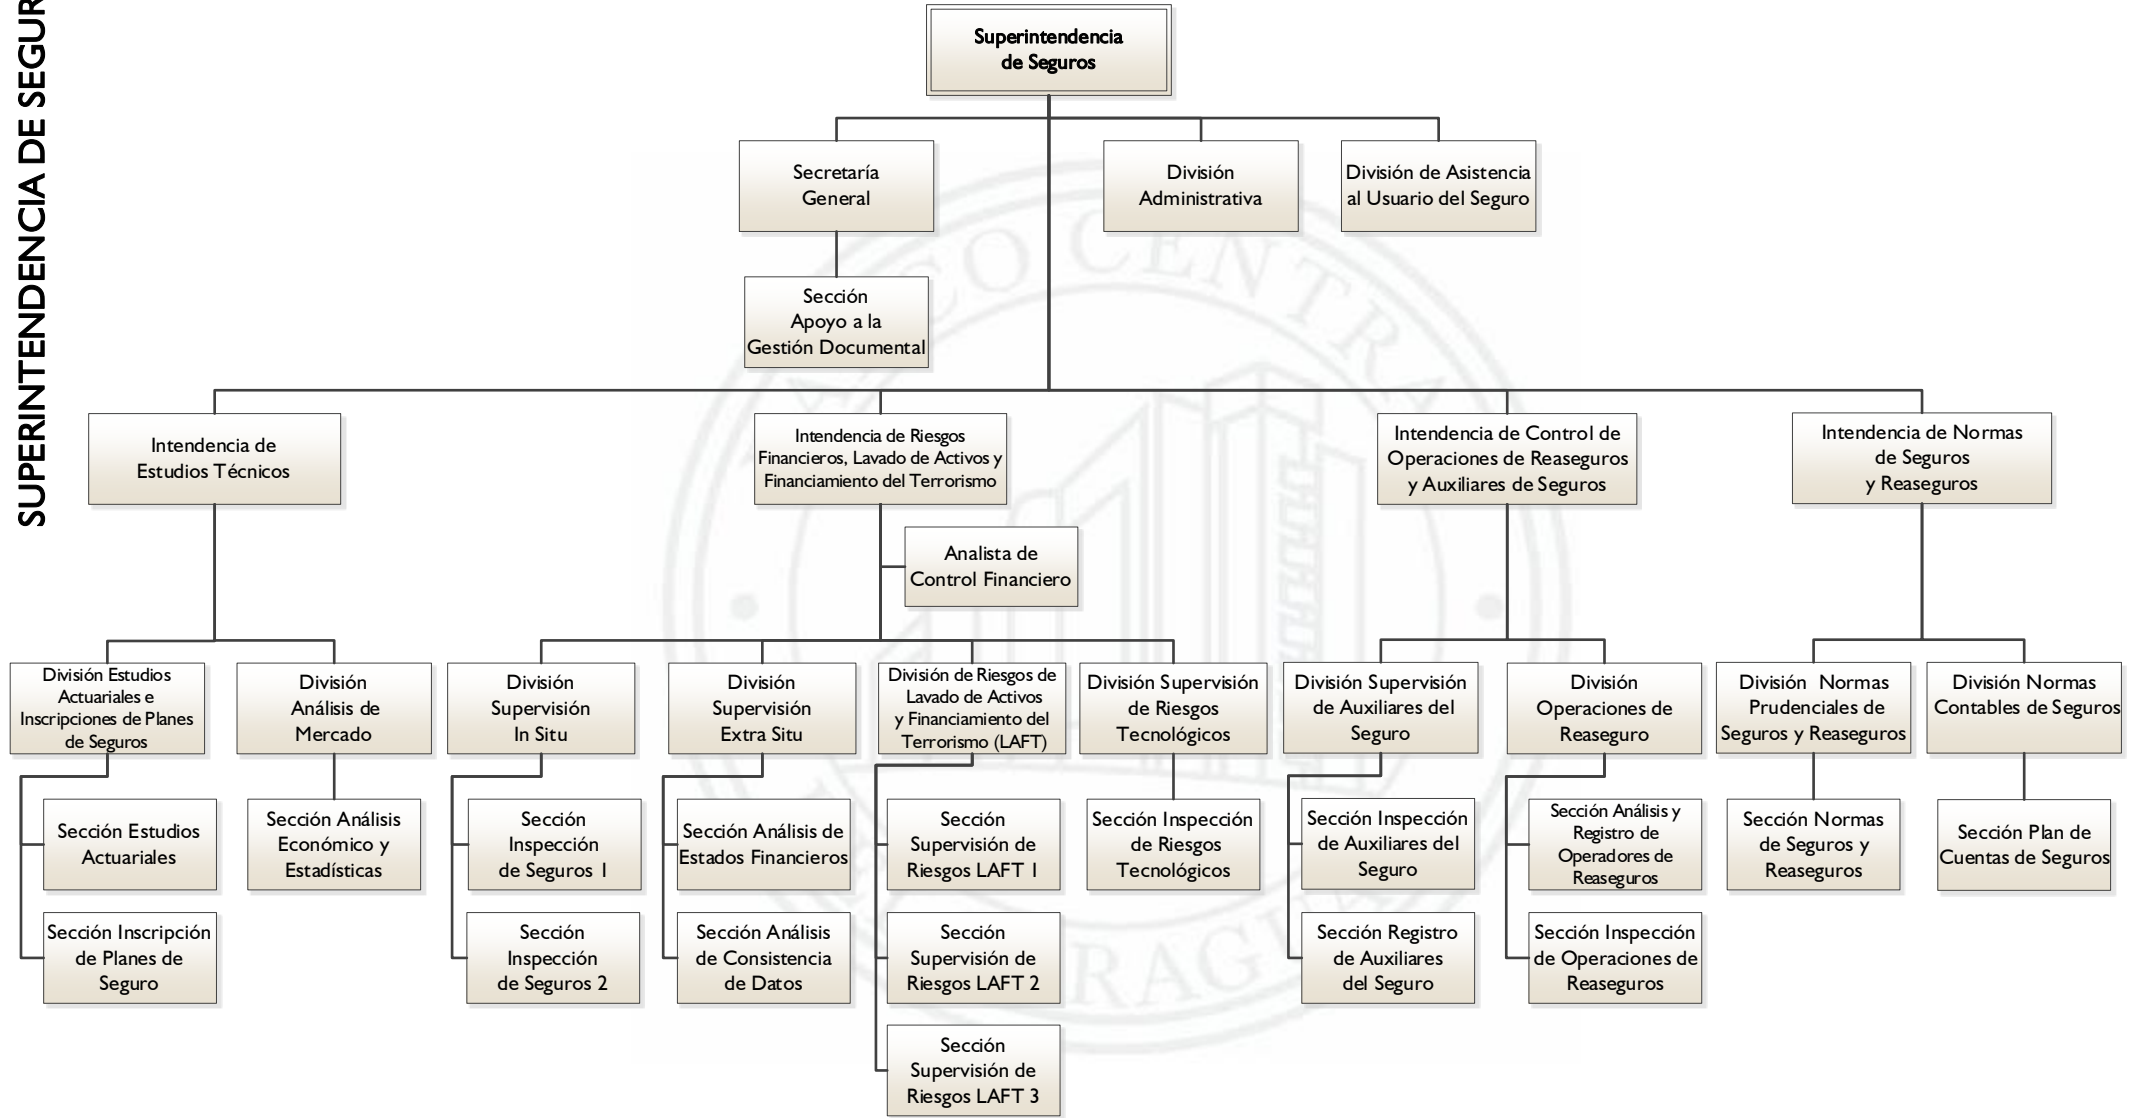 SUPERINTENDENCIA DE SEGUR
Superintendencia
de Seguros
Secretaría
General
División
Administrativa
División de Asistencia
al Usuario del Seguro
Sección
Apoyo a la
Gestión Documental
Intendencia de
Estudios Técnicos
Intendencia de Riesgos
Financieros, Lavado de Activos y
Financiamiento del Terrorismo
Intendencia de Control de
Operaciones de Reaseguros
y Auxiliares de Seguros
Intendencia de Normas
de Seguros
y Reaseguros
Analista de
Control Financiero
División Estudios
Actuariales e
Inscripciones de Planes
de Seguros
División
Análisis de
Mercado
División
Supervisión
In Situ
División
Supervisión
Extra Situ
División de Riesgos de
Lavado de Activos
y Financiamiento del
Terrorismo (LAFT)
División Supervisión
de Riesgos
Tecnológicos
División Supervisión
de Auxiliares del
Seguro
División
Operaciones de
Reaseguro
División Normas
Prudenciales de
Seguros y Reaseguros
División Normas
Contables de Seguros
Sección Estudios
Actuariales
Sección Análisis
Económico y
Estadísticas
Sección
Inspección
de Seguros 1
Sección Análisis de
Estados Financieros
Sección
Supervisión de
Riesgos LAFT 1
Sección Inspección
de Riesgos
Tecnológicos
Sección Inspección
de Auxiliares del
Seguro
Sección Análisis y
Registro de
Operadores de
Reaseguros
Sección Normas
de Seguros y
Reaseguros
Sección Plan de
Cuentas de Seguros
Sección Inscripción
de Planes de
Seguro
Sección
Inspección
de Seguros 2
Sección Análisis
de Consistencia
de Datos
Sección
Supervisión de
Riesgos LAFT 2
Sección Registro
de Auxiliares
del Seguro
Sección Inspección
de Operaciones de
Reaseguros
Sección
Supervisión de
Riesgos LAFT 3